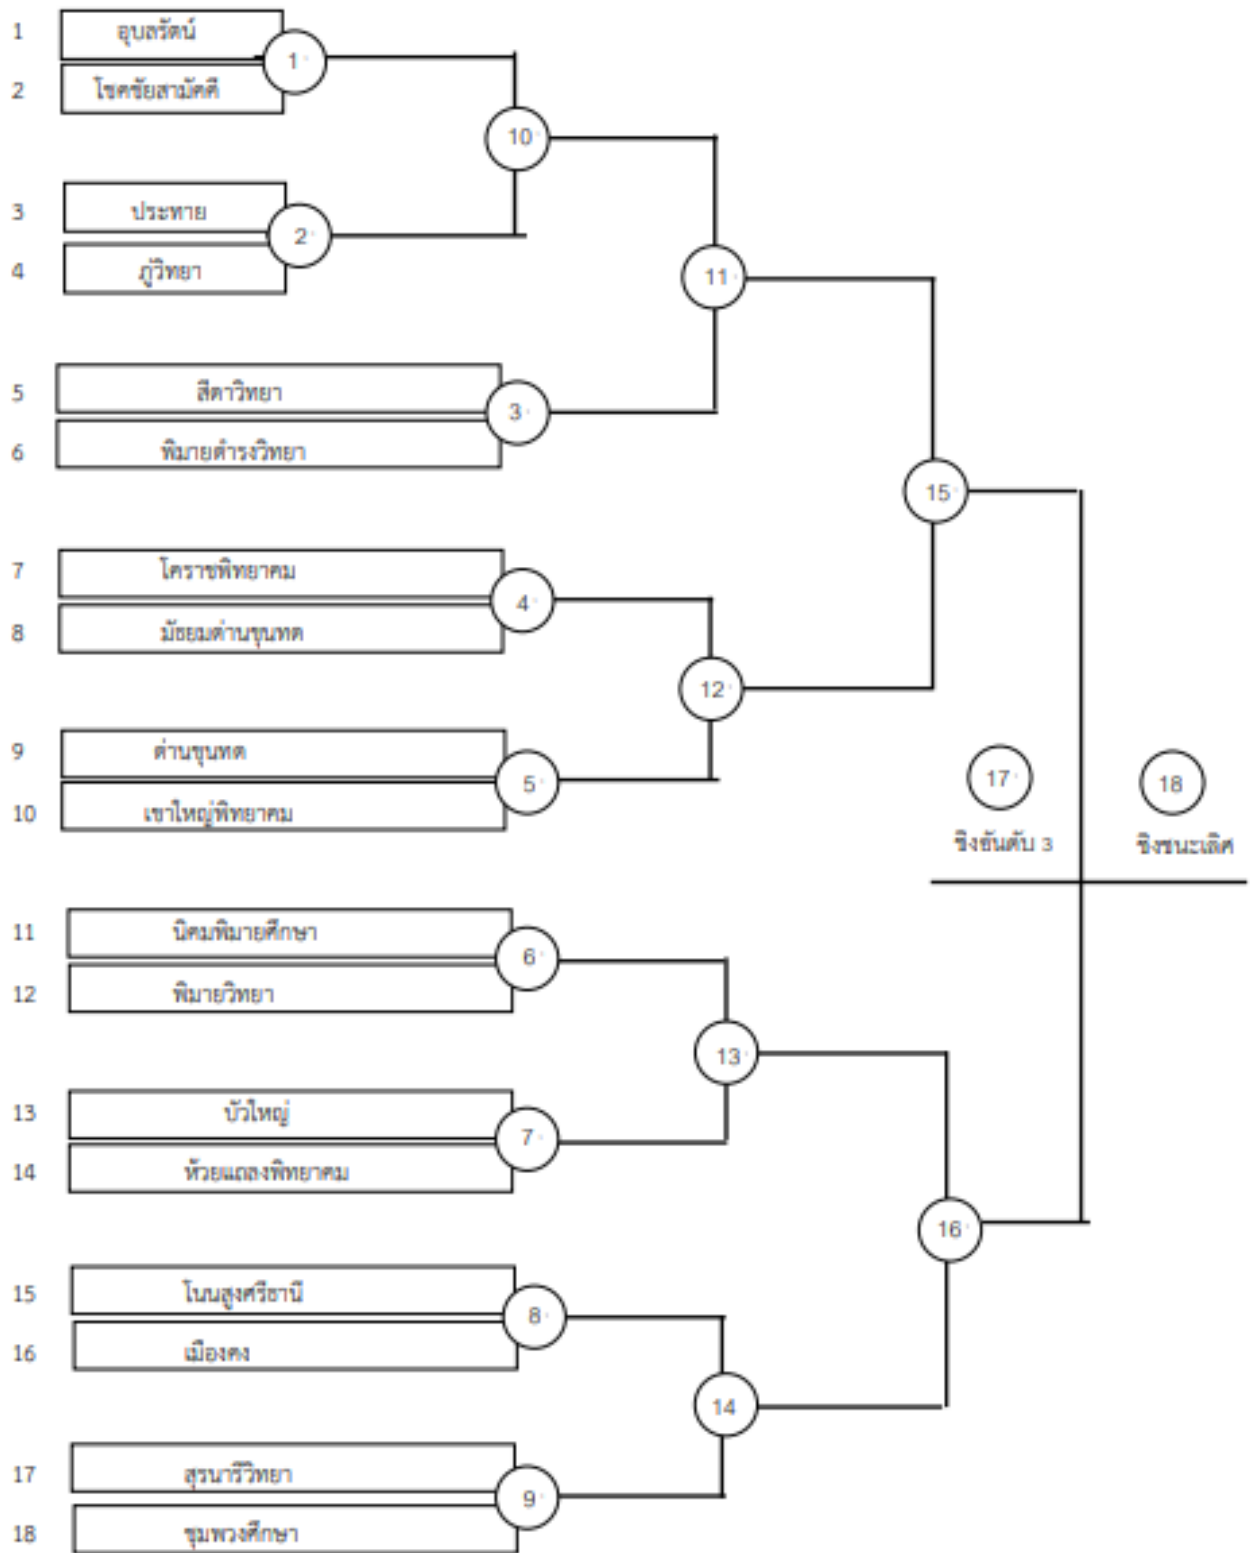 1 อุบลรัตน์
1
2 โชคชัยสามัคคี
10
3 ประทาย
2
4 ภู่วิทยา
11
5 สีดาวิทยา
3
6 พิมายดำรงวิทยา
15
7 โคราชพิทยาคม
4
8 มัธยมด่านขุนทด
12
9 ด่านขุนทด
5
10 เขาใหญ่พิทยาคม
17 18
ชิงอันดับ 3 ชิงชนะเลิศ
11 นิคมพิมายศึกษา
6
12 พิมายวิทยา
13
13 บัวใหญ่
7
14 ห้วยแถลงพิทยาคม
16
15 โนนสูงศรีธานี
8
16 เมืองคง
14
17 สุรนารีวิทยา
9
18 ชุมพวงศึกษา